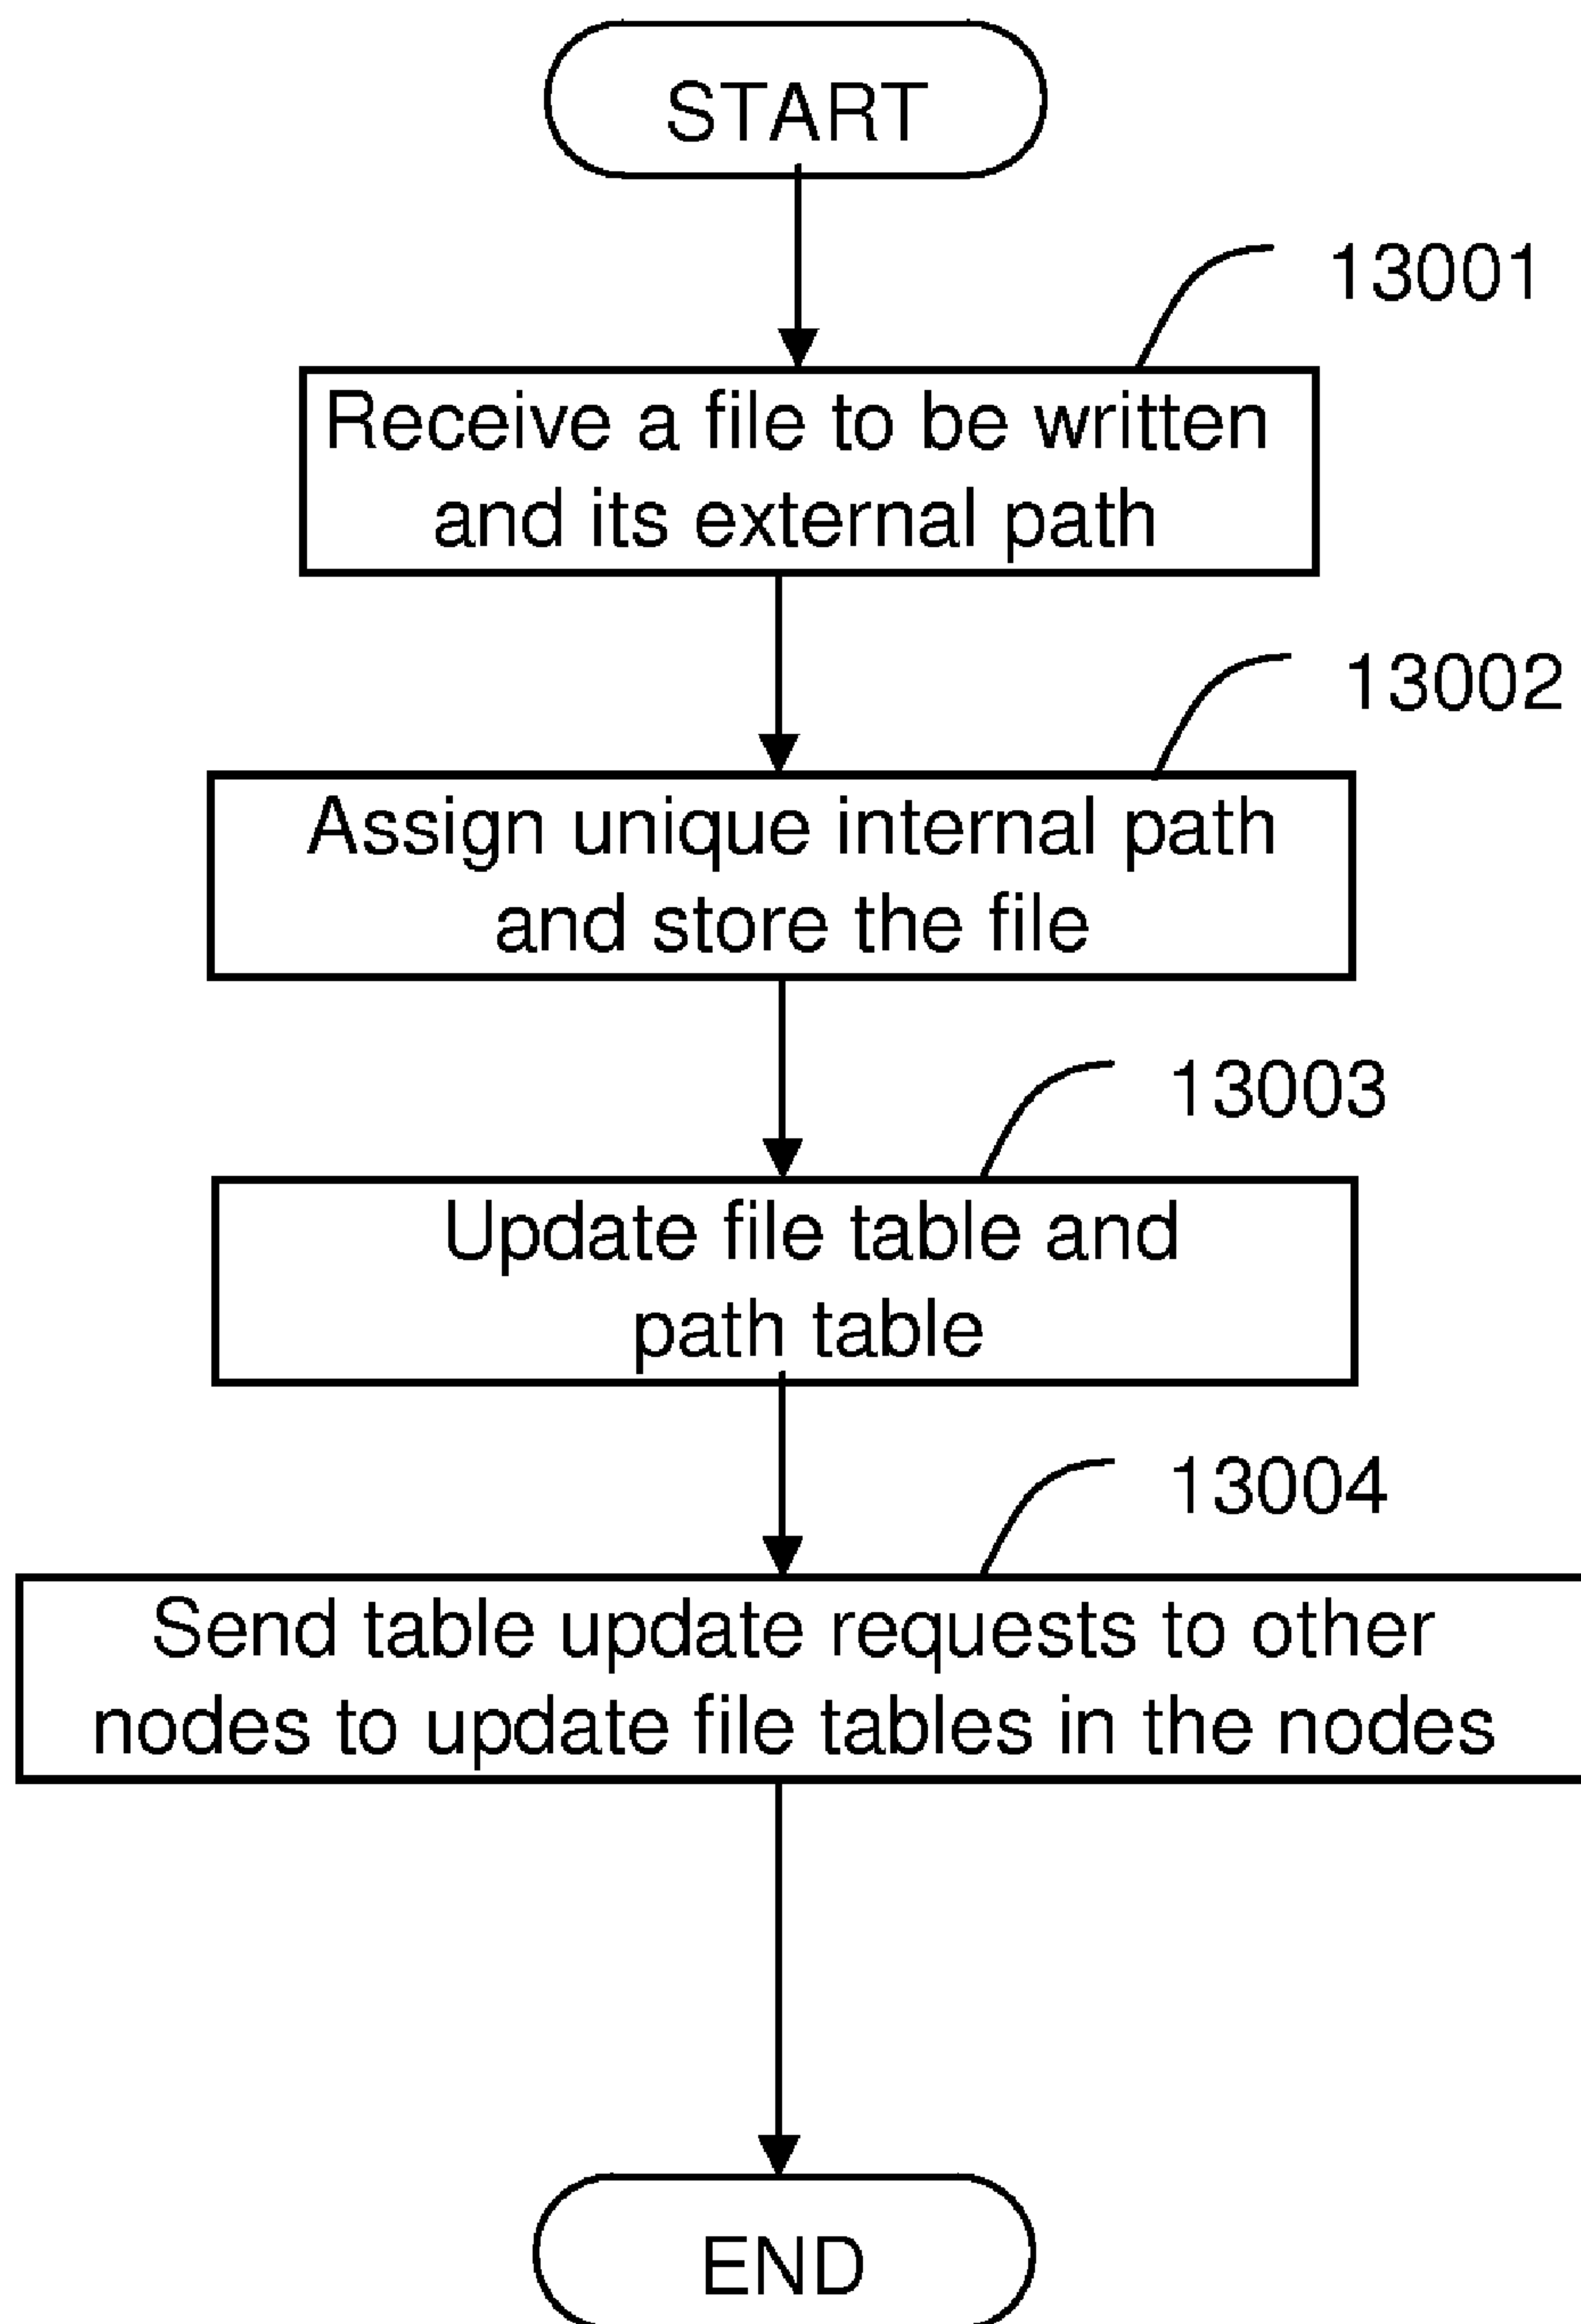 START
13001
Receive a file to be written
and its external path
13002
Assign unique internal path
and store the file
13003
Update file table and
path table
13004
Send table update requests to other
nodes to update file tables in the nodes
END